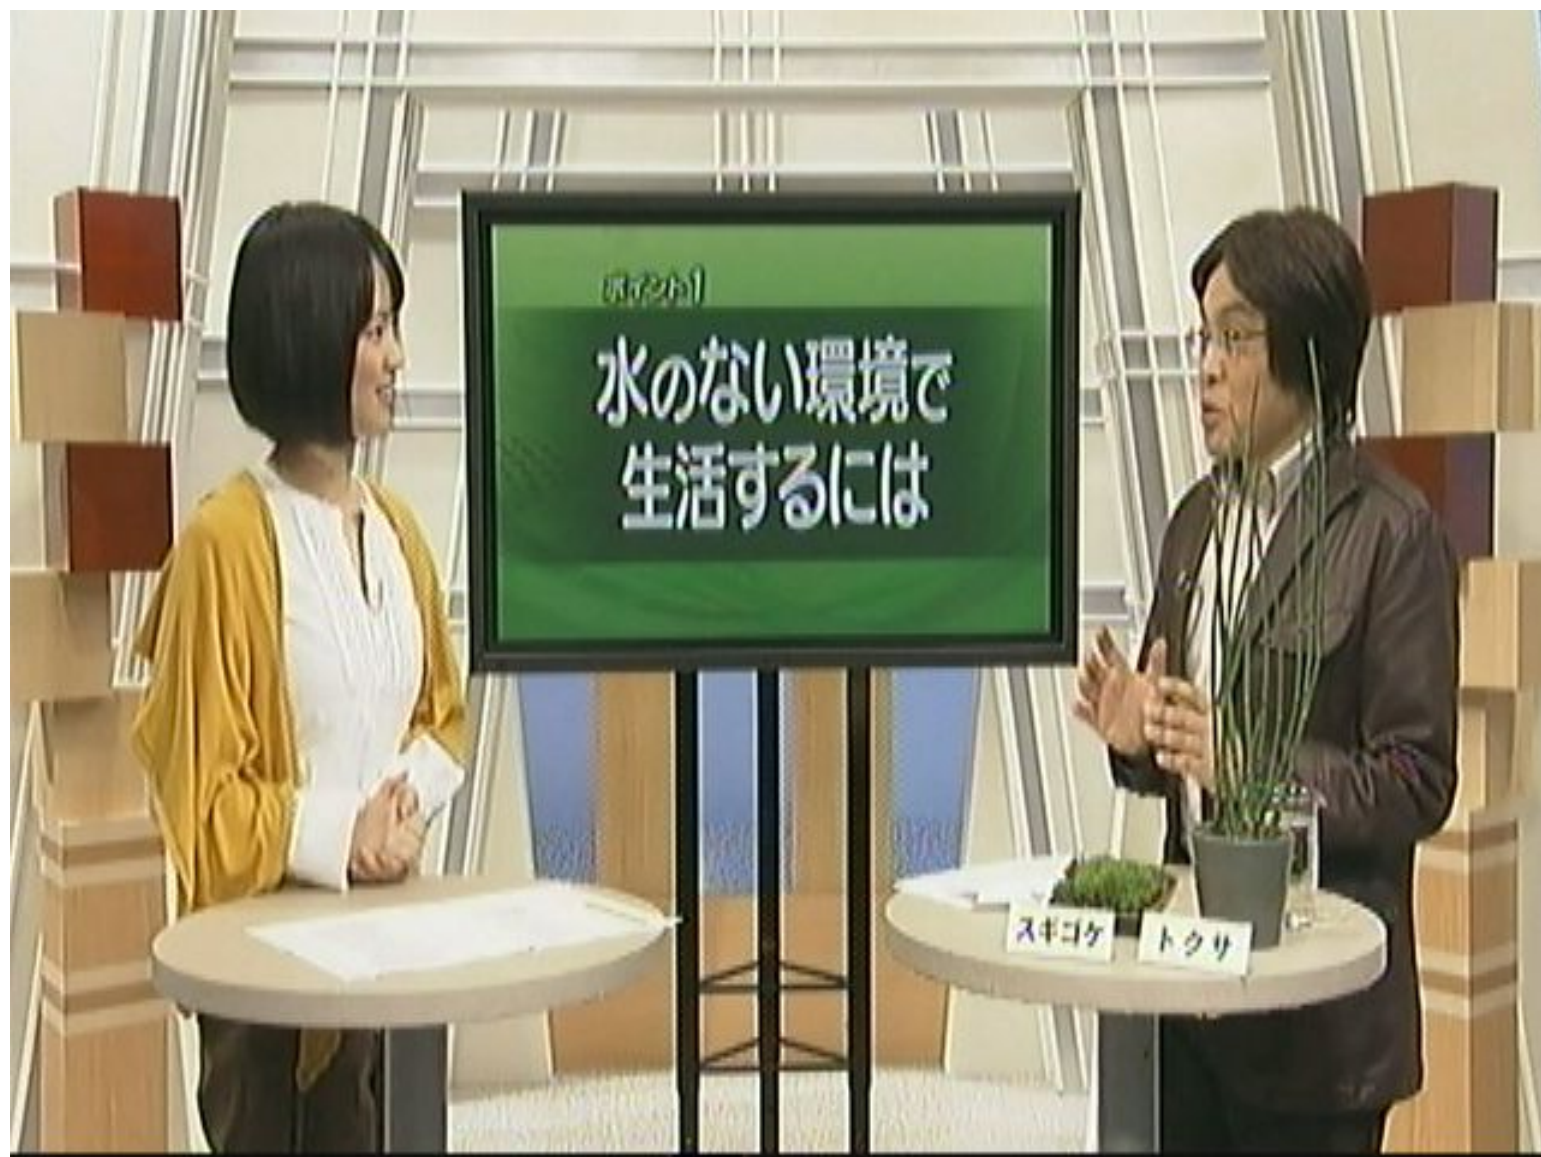 ポイント1
水のない環境で
生活するには
スギゴケ
トクサ